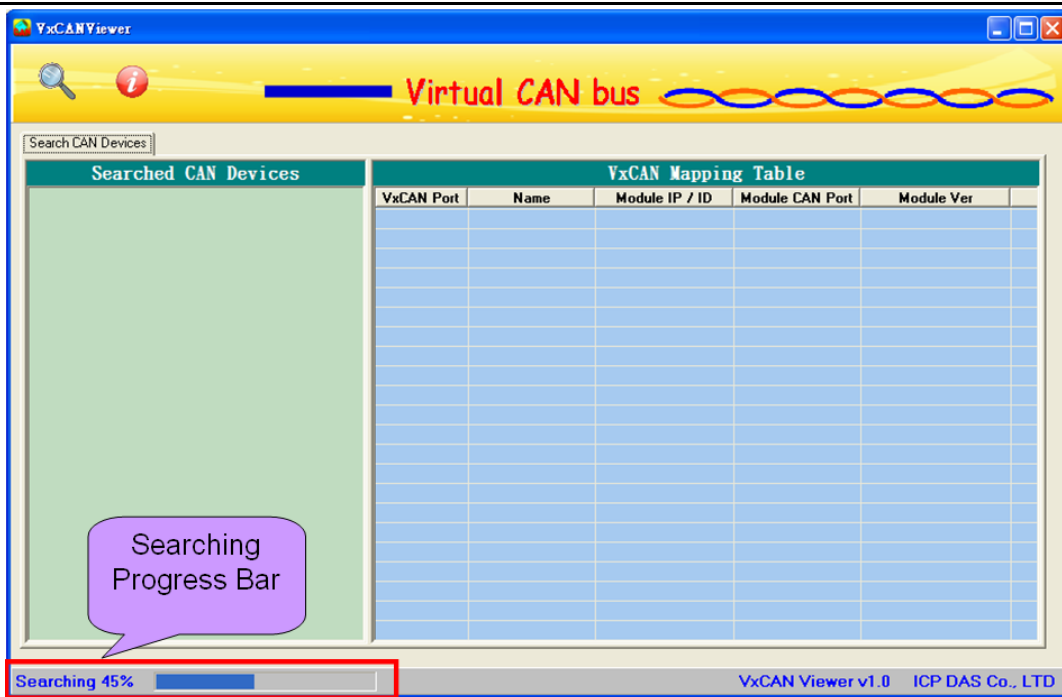 VxCANViewer
Virtual CAN bus
Search CAN Devices
Searched CAN Devices
VxCAN Mapping Table
VxCAN Port Name Module IP / ID Module CAN Port Module Ver
Searching
Progress Bar
Searching 45% VxCAN Viewer v1.0 ICP DAS Co., LTD